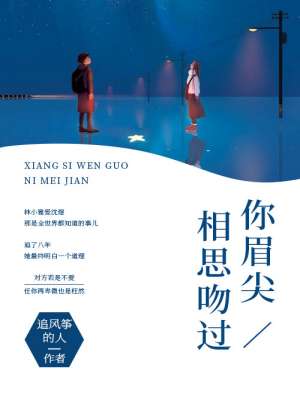 XIANG SI WEN GUO
NI MEI JIAN
你眉尖／
相思吻过
林小雅爱沈煜
那是全世界都知道的事儿
追了八年
她最终明白一个道理
对方若是不爱
任你再卑微也是枉然
追风筝
的人
作者